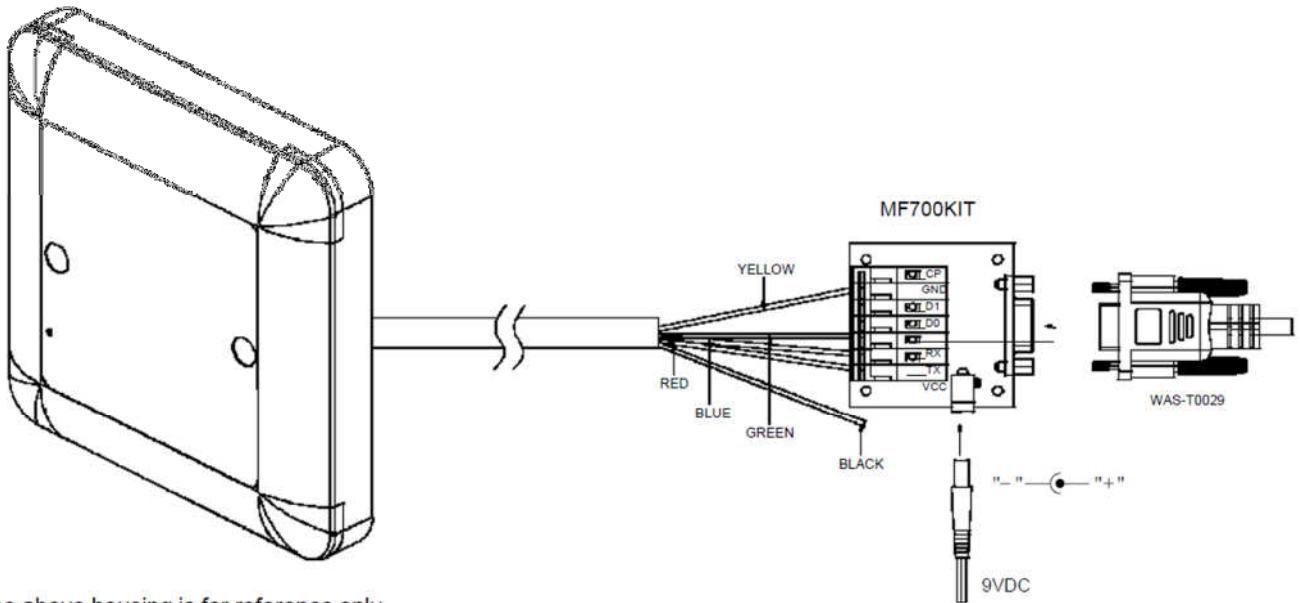 MF700KIT
YELLOW
CP
GND
D1
D0
RX
TX
VCC
RED
BLUE
GREEN
BLACK
WAS-T0029
"-" "+"
9VDC
above housing is for reference only